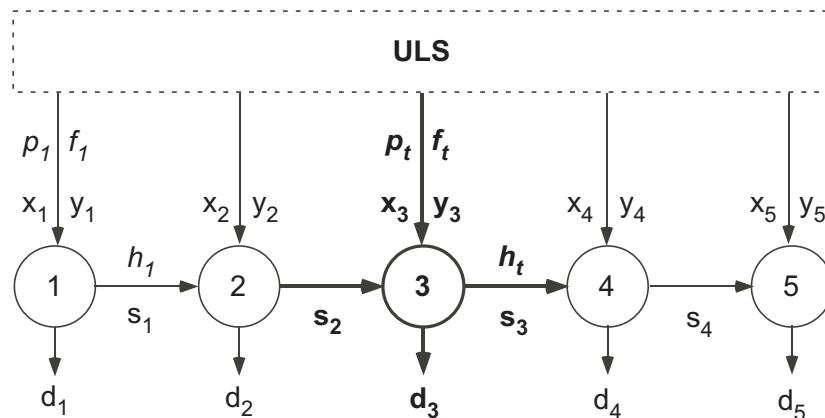 ULS
p₁ f₁ pₜ fₜ
x₁ y₁ x₂ y₂ x₃ y₃ x₄ y₄ x₅ y₅
h₁ hₜ
1 2 3 4 5
s₁ s₂ s₃ s₄
d₁ d₂ d₃ d₄ d₅